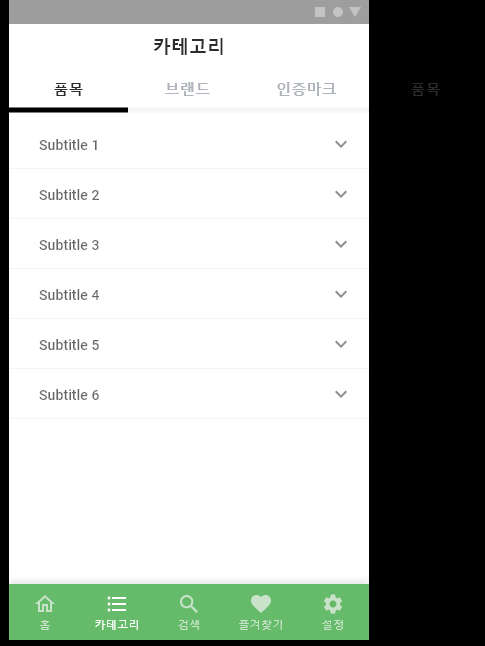 카테고리
품목 브랜드 인증마크 품목
Subtitle 1
Subtitle 2
Subtitle 3
Subtitle 4
Subtitle 5
Subtitle 6
홈 카테고리 검색 즐겨찾기 설정